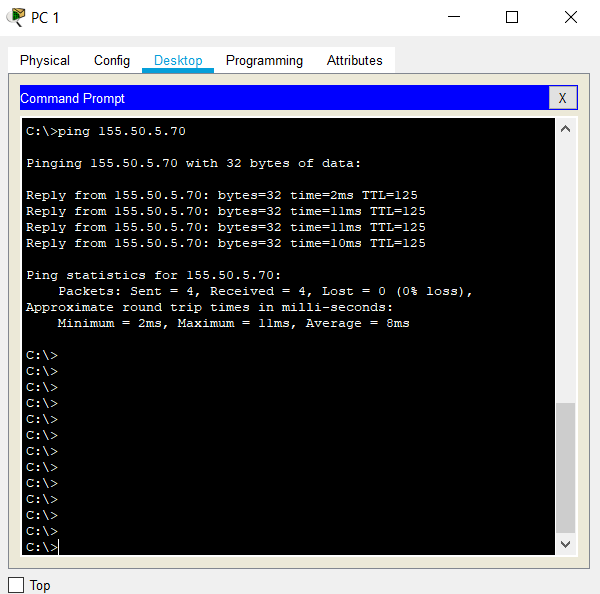 PC 1
Physical Config Desktop Programming Attributes
Command Prompt X
C:\>ping 155.50.5.70
Pinging 155.50.5.70 with 32 bytes of data:
Reply from 155.50.5.70: bytes=32 time=2ms TTL=125
Reply from 155.50.5.70: bytes=32 time=11ms TTL=125
Reply from 155.50.5.70: bytes=32 time=11ms TTL=125
Reply from 155.50.5.70: bytes=32 time=10ms TTL=125
Ping statistics for 155.50.5.70:
Packets: Sent = 4, Received = 4, Lost = 0 (0% loss),
Approximate round trip times in milli-seconds:
Minimum = 2ms, Maximum = 11ms, Average = 8ms
C:\>
C:\>
C:\>
C:\>
C:\>
C:\>
C:\>
C:\>
C:\>
C:\>
C:\>
C:\>
C:\>
Top